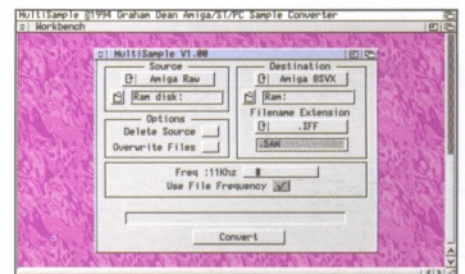 MultiSample ©1994 Graham Dean Amiga/ST/PC Sample Converter
Workbench
MultiSample V1.00
Source
Amiga Raw
Ram disk:
Options
Delete Source
Overwrite Files
Destination
Amiga 8SVX
Ram:
Filename Extension
.IFF
.SAM
Freq :11Khz
Use File Frequency
Convert